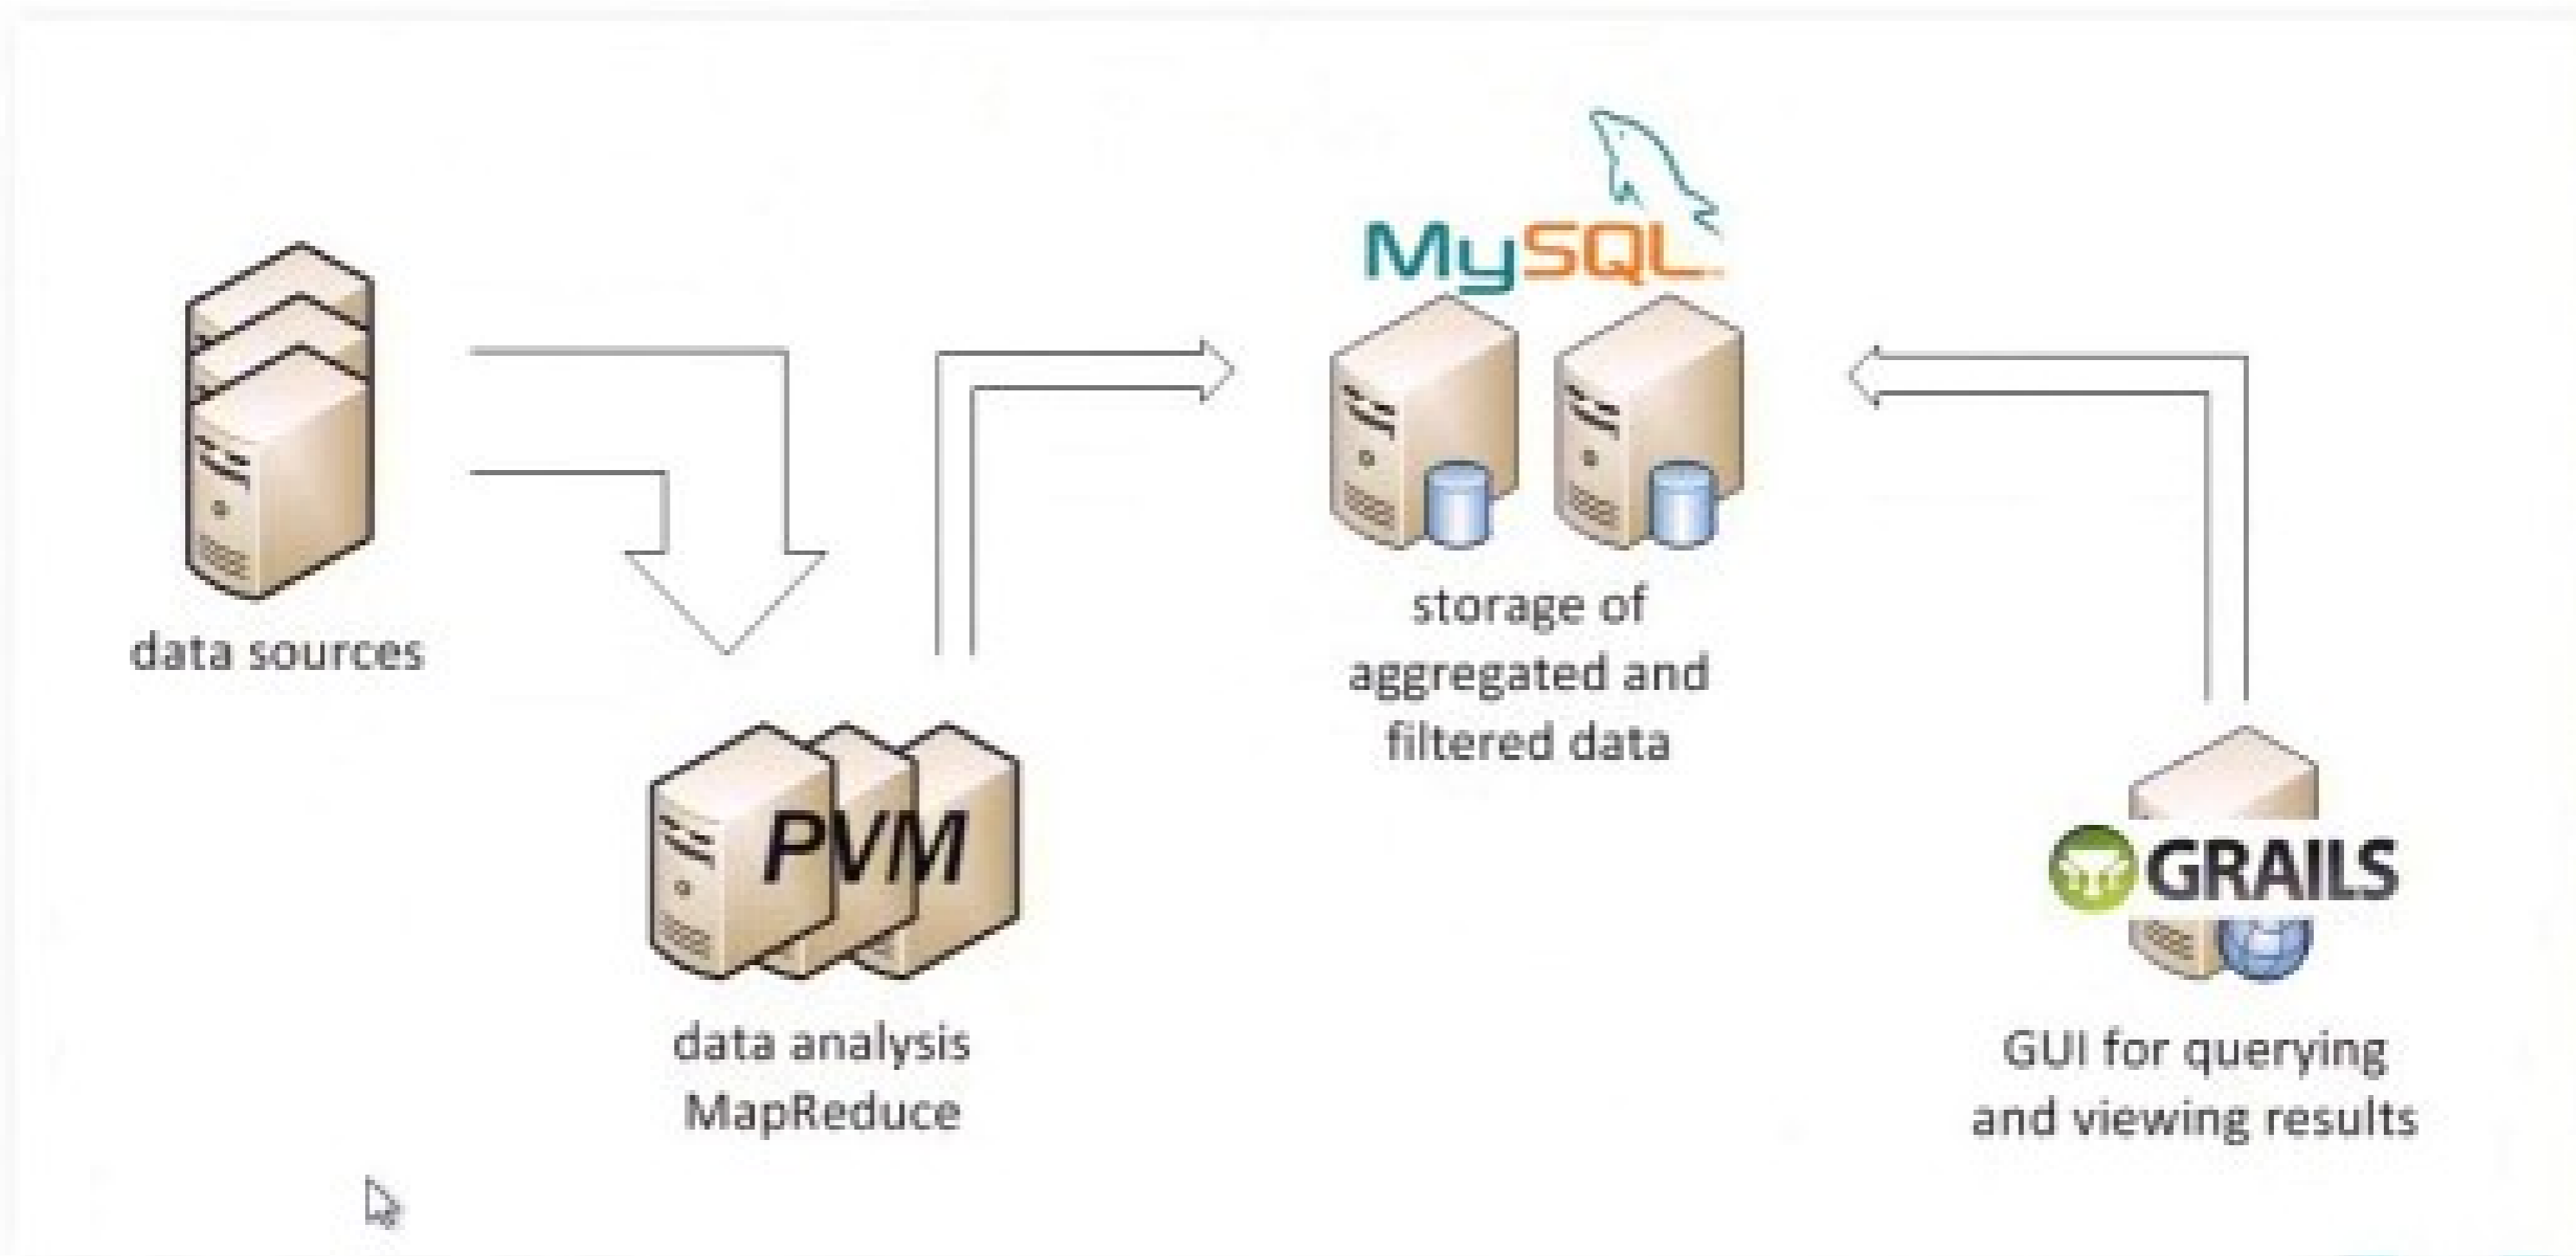 MySQL
data sources
storage of
aggregated and
filtered data
PVM
GRAILS
data analysis
MapReduce
GUI for querying
and viewing results